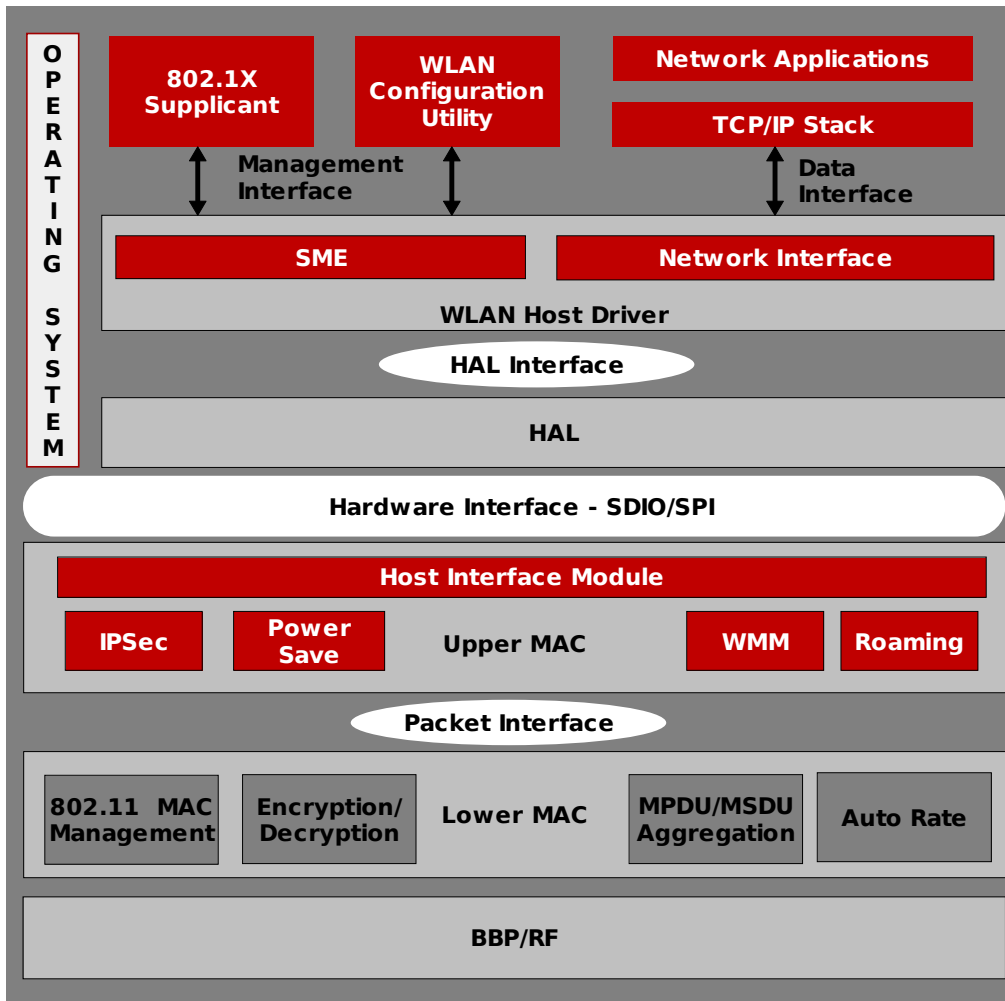 OPERATING SYSTEM
802.1X
Supplicant
WLAN
Configuration
Utility
Network Applications
TCP/IP Stack
Management
Interface
Data
Interface
SME
Network Interface
WLAN Host Driver
HAL Interface
HAL
Hardware Interface - SDIO/SPI
Host Interface Module
IPSec
Power
Save
Upper MAC
WMM
Roaming
Packet Interface
802.11 MAC
Management
Encryption/
Decryption
Lower MAC
MPDU/MSDU
Aggregation
Auto Rate
BBP/RF